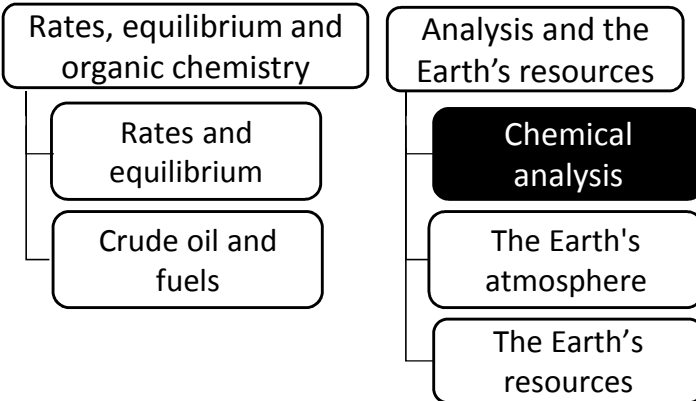 Rates, equilibrium and
organic chemistry
Rates and
equilibrium
Crude oil and
fuels
Analysis and the
Earth’s resources
Chemical
analysis
The Earth's
atmosphere
The Earth’s
resources